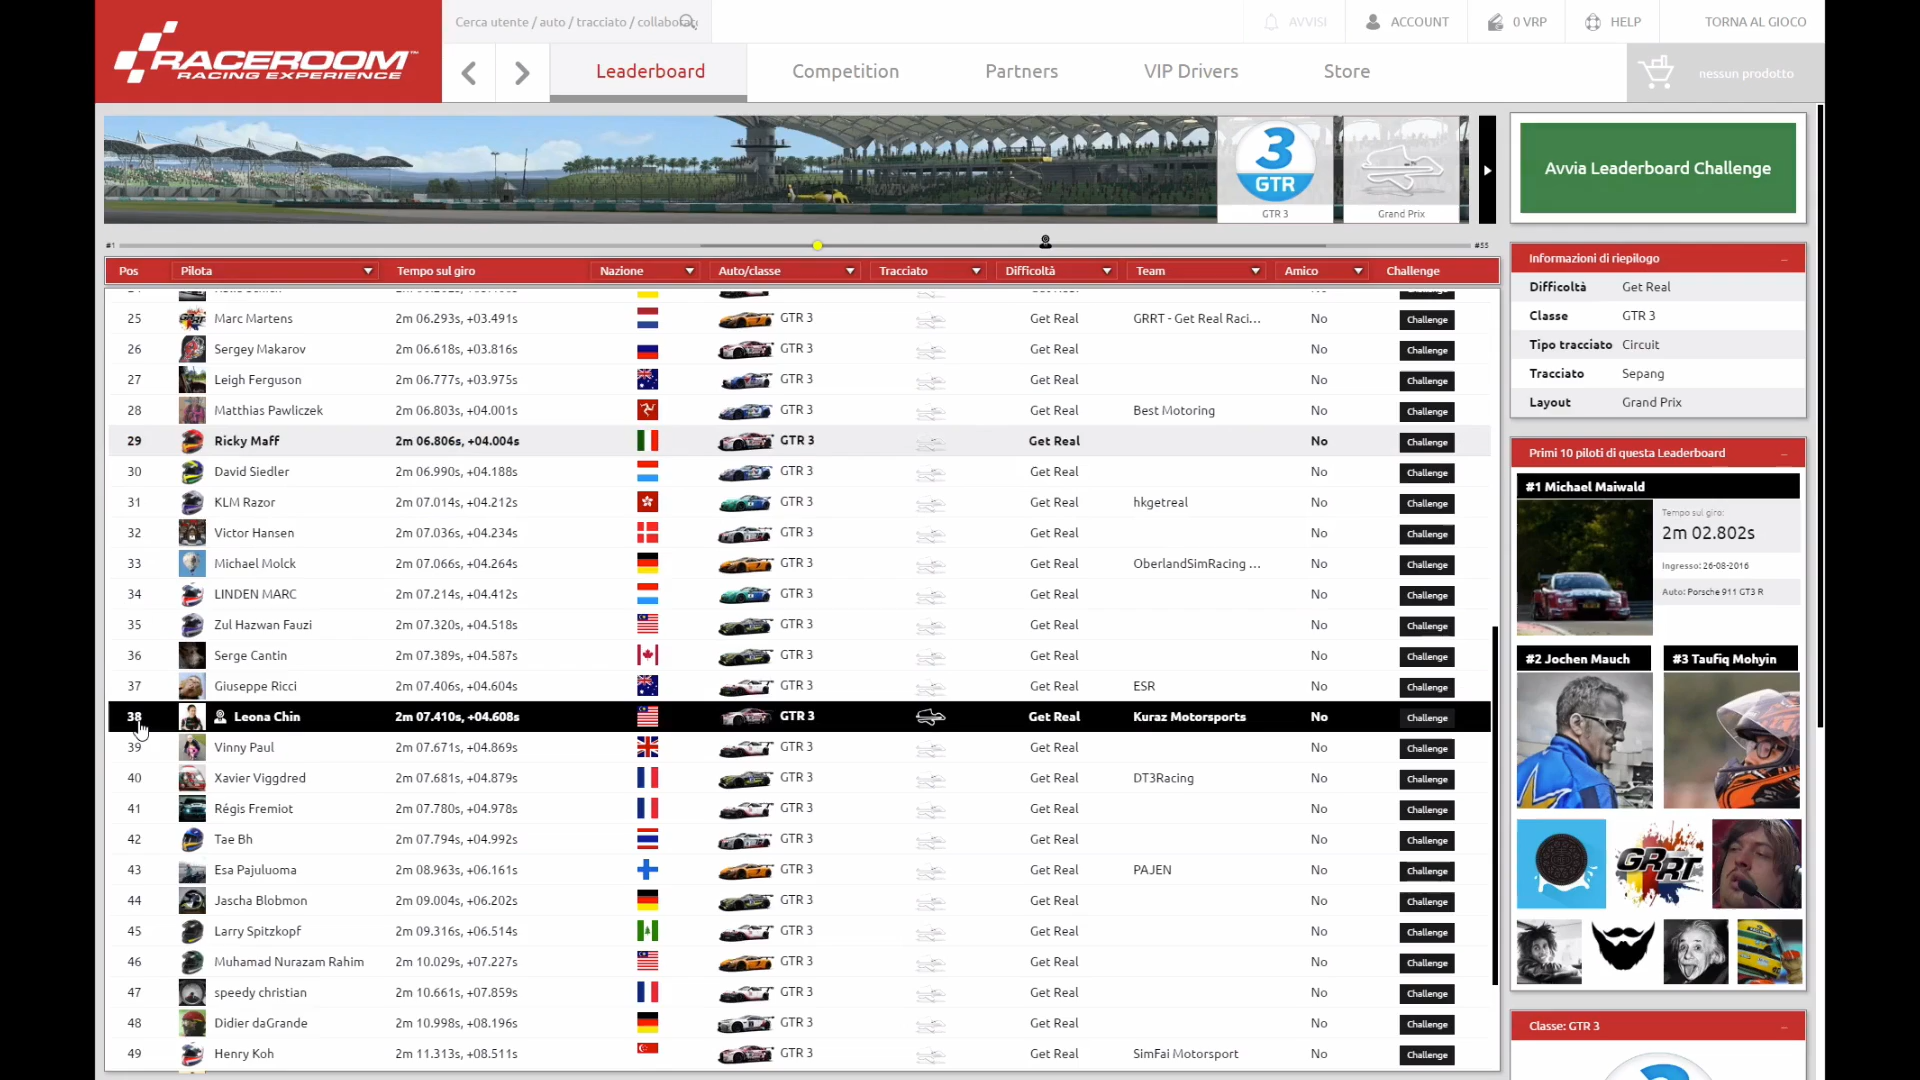 RACEROOM™
RACING EXPERIENCE
Cerca utente / auto / tracciato / collaborat
AVVISI
ACCOUNT
0 VRP
HELP
TORNA AL GIOCO
Leaderboard
Competition
Partners
VIP Drivers
Store
nessun prodotto
3
GTR
GTR 3
Grand Prix
#1
#55
Pos Pilota Tempo sul giro Nazione Auto/classe Tracciato Difficoltà Team Amico Challenge
25 Marc Martens 2m 06.293s, +03.491s GTR 3 Get Real GRRT - Get Real Raci... No Challenge
26 Sergey Makarov 2m 06.618s, +03.816s GTR 3 Get Real No Challenge
27 Leigh Ferguson 2m 06.777s, +03.975s GTR 3 Get Real No Challenge
28 Matthias Pawliczek 2m 06.803s, +04.001s GTR 3 Get Real Best Motoring No Challenge
29 Ricky Maff 2m 06.806s, +04.004s GTR 3 Get Real No Challenge
30 David Siedler 2m 06.990s, +04.188s GTR 3 Get Real No Challenge
31 KLM Razor 2m 07.014s, +04.212s GTR 3 Get Real hkgetreal No Challenge
32 Victor Hansen 2m 07.036s, +04.234s GTR 3 Get Real No Challenge
33 Michael Molck 2m 07.066s, +04.264s GTR 3 Get Real OberlandSimRacing ... No Challenge
34 LINDEN MARC 2m 07.214s, +04.412s GTR 3 Get Real No Challenge
35 Zul Hazwan Fauzi 2m 07.320s, +04.518s GTR 3 Get Real No Challenge
36 Serge Cantin 2m 07.389s, +04.587s GTR 3 Get Real No Challenge
37 Giuseppe Ricci 2m 07.406s, +04.604s GTR 3 Get Real ESR No Challenge
38 Leona Chin 2m 07.410s, +04.608s GTR 3 Get Real Kuraz Motorsports No Challenge
39 Vinny Paul 2m 07.671s, +04.869s GTR 3 Get Real No Challenge
40 Xavier Viggdred 2m 07.681s, +04.879s GTR 3 Get Real DT3Racing No Challenge
41 Régis Fremiot 2m 07.780s, +04.978s GTR 3 Get Real No Challenge
42 Tae Bh 2m 07.794s, +04.992s GTR 3 Get Real No Challenge
43 Esa Pajuluoma 2m 08.963s, +06.161s GTR 3 Get Real PAJEN No Challenge
44 Jascha Blobmon 2m 09.004s, +06.202s GTR 3 Get Real No Challenge
45 Larry Spitzkopf 2m 09.316s, +06.514s GTR 3 Get Real No Challenge
46 Muhamad Nurazam Rahim 2m 10.029s, +07.227s GTR 3 Get Real No Challenge
47 speedy christian 2m 10.661s, +07.859s GTR 3 Get Real No Challenge
48 Didier daGrande 2m 10.998s, +08.196s GTR 3 Get Real No Challenge
49 Henry Koh 2m 11.313s, +08.511s GTR 3 Get Real SimFai Motorsport No Challenge
Avvia Leaderboard Challenge
Informazioni di riepilogo
Difficoltà Get Real
Classe GTR 3
Tipo tracciato Circuit
Tracciato Sepang
Layout Grand Prix
Primi 10 piloti di questa Leaderboard
#1 Michael Maiwald
Tempo sul giro:
2m 02.802s
Ingresso: 26-08-2016
Auto: Porsche 911 GT3 R
#2 Jochen Mauch
#3 Taufiq Mohyin
GRRT
Classe: GTR 3